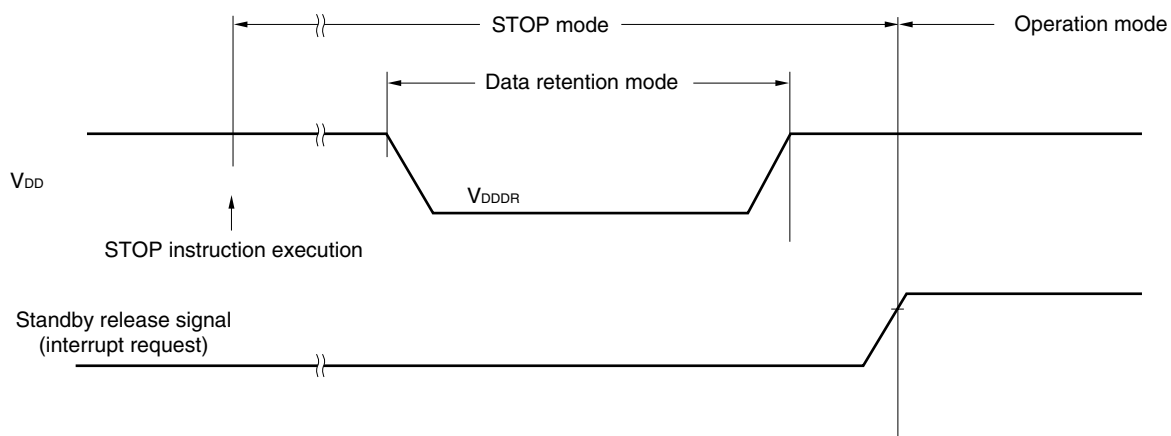 STOP mode
Operation mode
Data retention mode
VDD
VDDDR
STOP instruction execution
Standby release signal
(interrupt request)